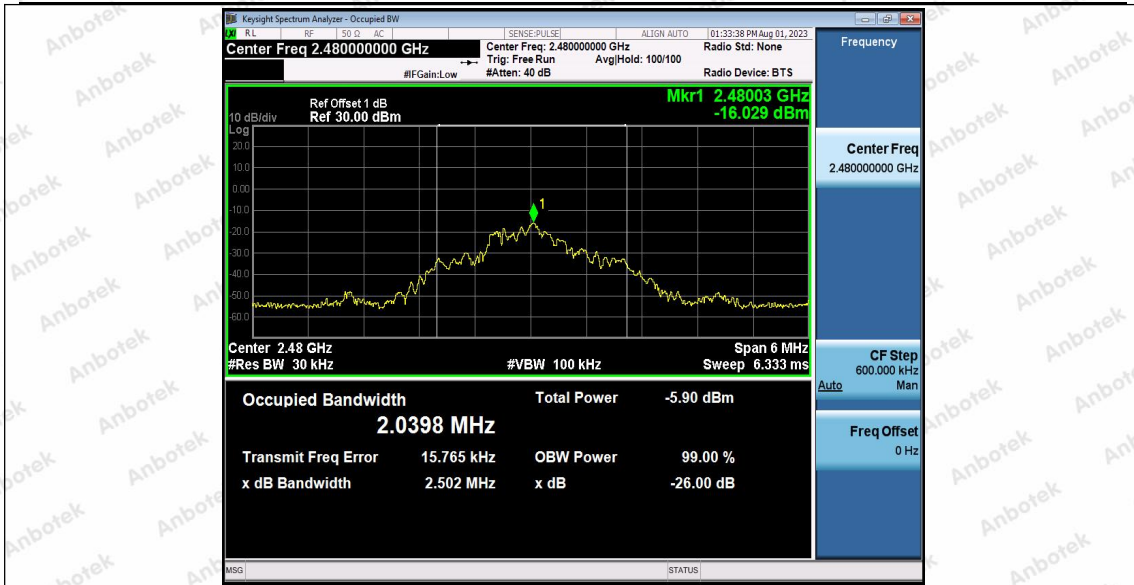 Keysight Spectrum Analyzer - Occupied BW
LXI RL RF 50 Ω AC SENSE:PULSE ALIGN AUTO 01:33:38 PM Aug 01, 2023
Center Freq 2.480000000 GHz
Center Freq: 2.480000000 GHz Radio Std: None
Trig: Free Run Avg|Hold: 100/100
#IFGain:Low #Atten: 40 dB Radio Device: BTS
Mkr1 2.48003 GHz
-16.029 dBm
Ref Offset 1 dB
10 dB/div Ref 30.00 dBm
Log
20.0
10.0
0.00
-10.0
1
-20.0
-30.0
-40.0
-50.0
-60.0
Center 2.48 GHz Span 6 MHz
#Res BW 30 kHz #VBW 100 kHz Sweep 6.333 ms
Occupied Bandwidth Total Power -5.90 dBm
2.0398 MHz
Transmit Freq Error 15.765 kHz OBW Power 99.00 %
x dB Bandwidth 2.502 MHz x dB -26.00 dB
MSG STATUS
Frequency
Center Freq
2.480000000 GHz
CF Step
600.000 kHz
Auto Man
Freq Offset
0 Hz
Anbotek